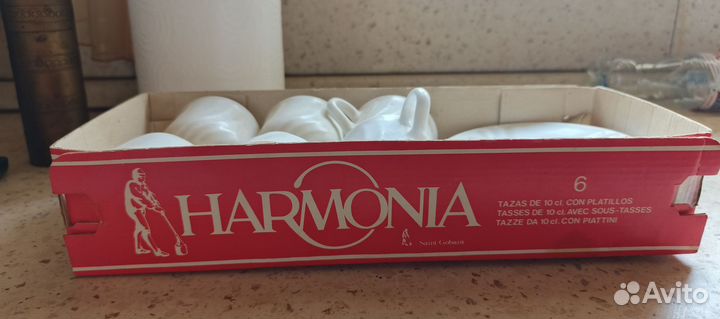 HARMONIA
6
TAZAS DE 10 cl. CON PLATILLOS
TASSES DE 10 cl. AVEC SOUS-TASSES
TAZZE DA 10 cl. CON PIATTINI
Saint Gobain
Avito